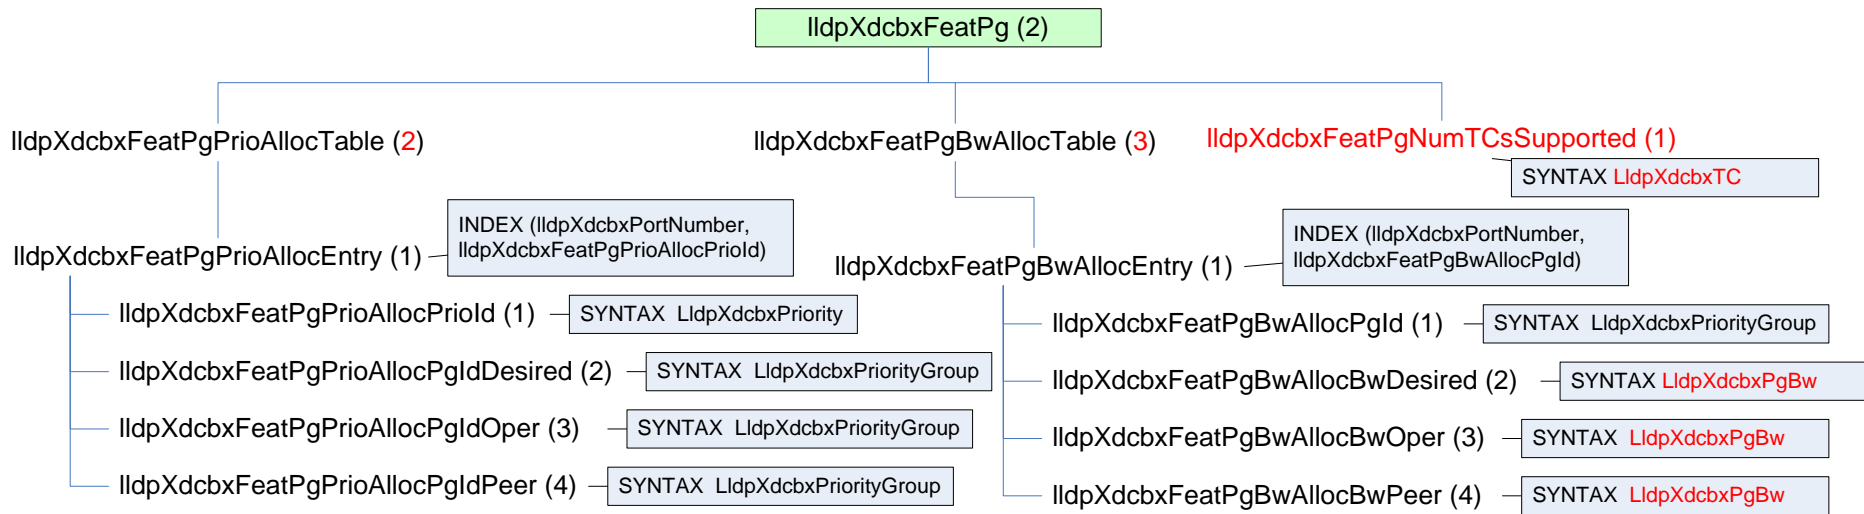 lldpXdcbxFeatPg (2)
lldpXdcbxFeatPgPrioAllocTable (2)
lldpXdcbxFeatPgBwAllocTable (3)
lldpXdcbxFeatPgNumTCsSupported (1)
SYNTAX LldpXdcbxTC
INDEX (lldpXdcbxPortNumber,
lldpXdcbxFeatPgPrioAllocPrioId)
lldpXdcbxFeatPgPrioAllocEntry (1)
INDEX (lldpXdcbxPortNumber,
lldpXdcbxFeatPgBwAllocPgId)
lldpXdcbxFeatPgBwAllocEntry (1)
lldpXdcbxFeatPgPrioAllocPrioId (1)
SYNTAX LldpXdcbxPriority
lldpXdcbxFeatPgPrioAllocPgIdDesired (2)
SYNTAX LldpXdcbxPriorityGroup
lldpXdcbxFeatPgPrioAllocPgIdOper (3)
SYNTAX LldpXdcbxPriorityGroup
lldpXdcbxFeatPgPrioAllocPgIdPeer (4)
SYNTAX LldpXdcbxPriorityGroup
lldpXdcbxFeatPgBwAllocPgId (1)
SYNTAX LldpXdcbxPriorityGroup
lldpXdcbxFeatPgBwAllocBwDesired (2)
SYNTAX LldpXdcbxPgBw
lldpXdcbxFeatPgBwAllocBwOper (3)
SYNTAX LldpXdcbxPgBw
lldpXdcbxFeatPgBwAllocBwPeer (4)
SYNTAX LldpXdcbxPgBw